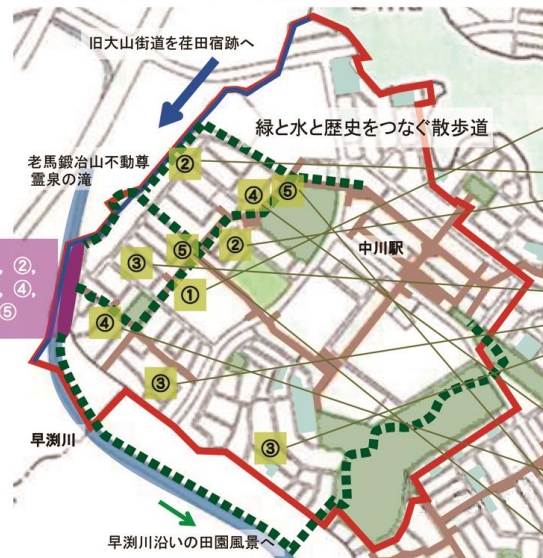 旧大山街道を荏田宿跡へ
緑と水と歴史をつなぐ散歩道
老馬鍛冶山不動尊
霊泉の滝
②
④
⑤
中川駅
⑤
②
③
①
②,
④,
⑤
④
③
③
早渕川
早渕川沿いの田園風景へ